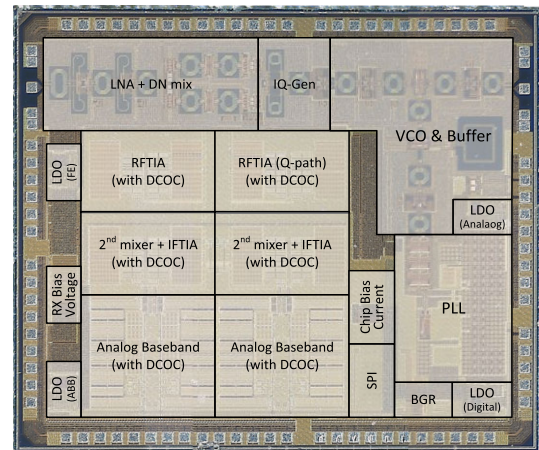 LNA + DN mix
IQ-Gen
VCO & Buffer
LDO
(FE)
RFTIA
(with DCOC)
RFTIA (Q-path)
(with DCOC)
LDO
(Analaog)
2nd mixer + IFTIA
(with DCOC)
2nd mixer + IFTIA
(with DCOC)
RX Bias
Voltage
Chip Bias
Current
PLL
Analog Baseband
(with DCOC)
Analog Baseband
(with DCOC)
LDO
(ABB)
SPI
BGR
LDO
(Digital)